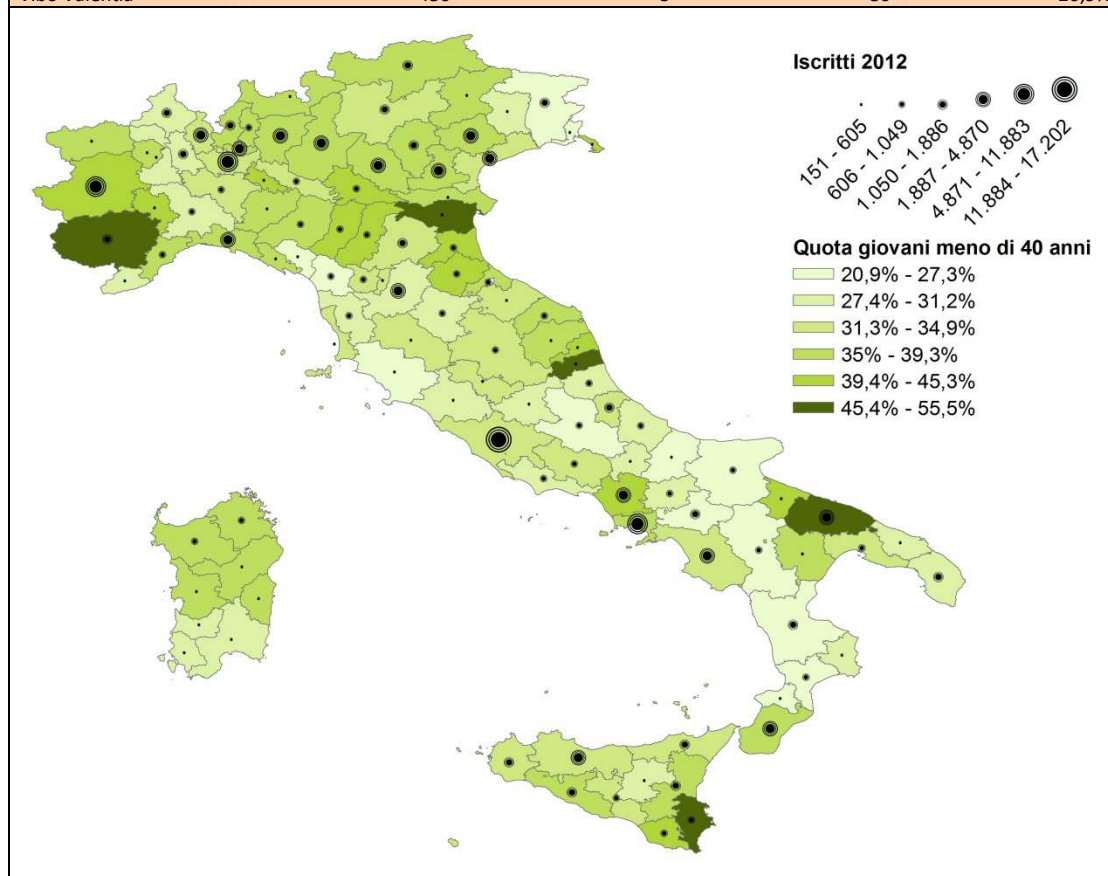 Iscritti 2012
151 - 605
606 - 1.049
1.050 - 1.886
1.887 - 4.870
4.871 - 11.883
11.884 - 17.202
Quota giovani meno di 40 anni
20,9% - 27,3%
27,4% - 31,2%
31,3% - 34,9%
35% - 39,3%
39,4% - 45,3%
45,4% - 55,5%